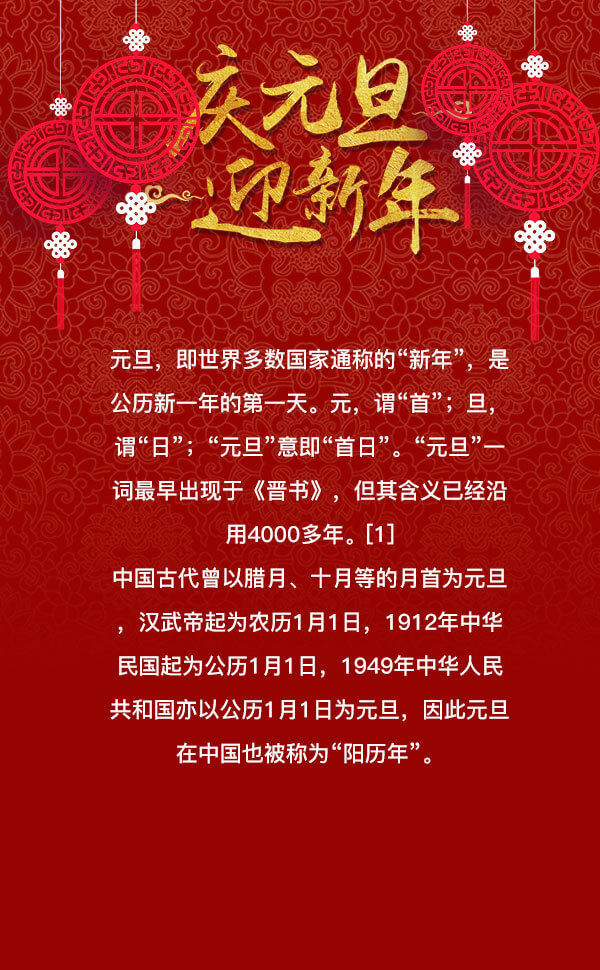 庆元旦
迎新年
元旦，即世界多数国家通称的“新年”，是
公历新一年的第一天。元，谓“首”；旦，
谓“日”；“元旦”意即“首日”。“元旦”一
词最早出现于《晋书》，但其含义已经沿
用4000多年。[1]
中国古代曾以腊月、十月等的月首为元旦
，汉武帝起为农历1月1日，1912年中华
民国起为公历1月1日，1949年中华人民
共和国亦以公历1月1日为元旦，因此元旦
在中国也被称为“阳历年”。